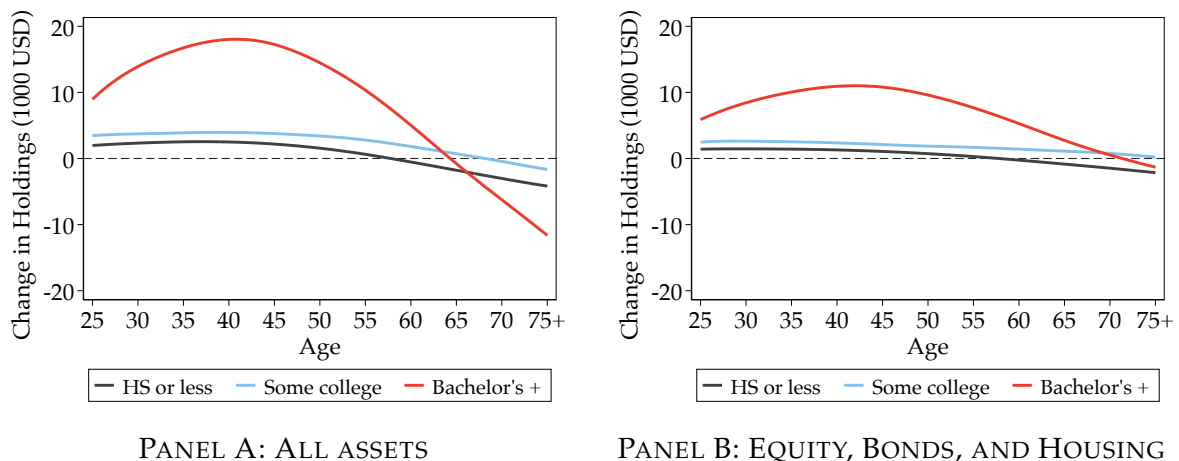 Change in Holdings (1000 USD)
20
10
0
-10
-20
25 30 35 40 45 50 55 60 65 70 75+
Age
HS or less Some college Bachelor's +
PANEL A: ALL ASSETS
Change in Holdings (1000 USD)
20
10
0
-10
-20
25 30 35 40 45 50 55 60 65 70 75+
Age
HS or less Some college Bachelor's +
PANEL B: EQUITY, BONDS, AND HOUSING